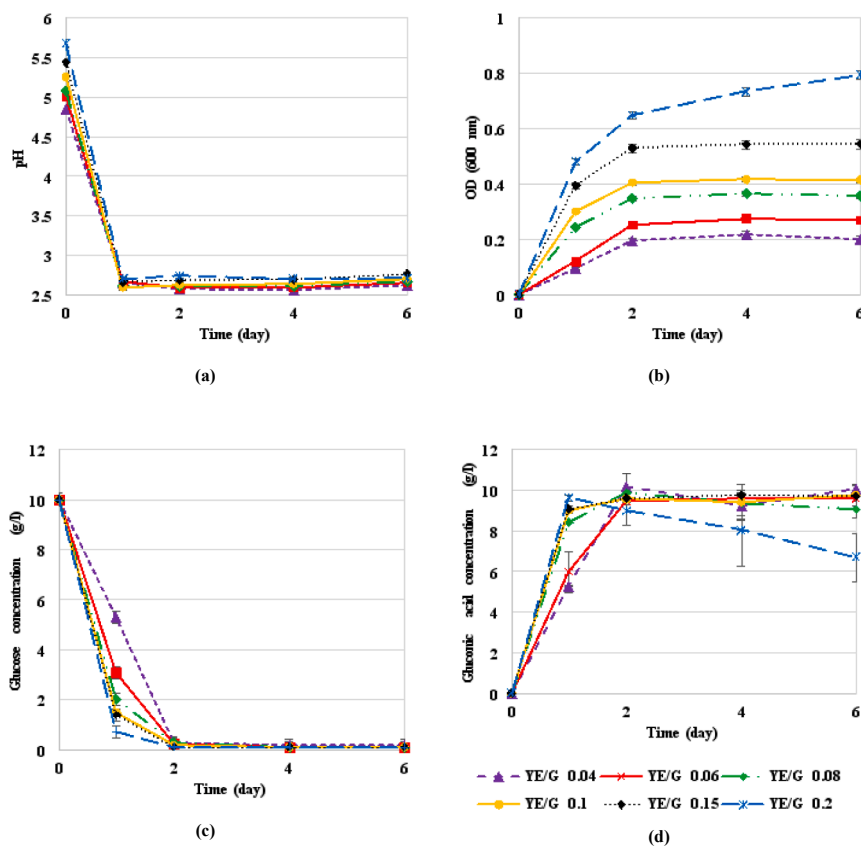 6
5.5
5
4.5
4
3.5
3
2.5
pH
0 2 4 6
Time (day)
(a)
1
0.8
0.6
0.4
0.2
0
OD (600 nm)
0 2 4 6
Time (day)
(b)
12
10
8
6
4
2
0
Glucose concentration (g/l)
0 2 4 6
Time (day)
(c)
12
10
8
6
4
2
0
Gluconic acid concentration (g/l)
0 2 4 6
Time (day)
YE/G 0.04 YE/G 0.06 YE/G 0.08
YE/G 0.1 YE/G 0.15 YE/G 0.2
(d)